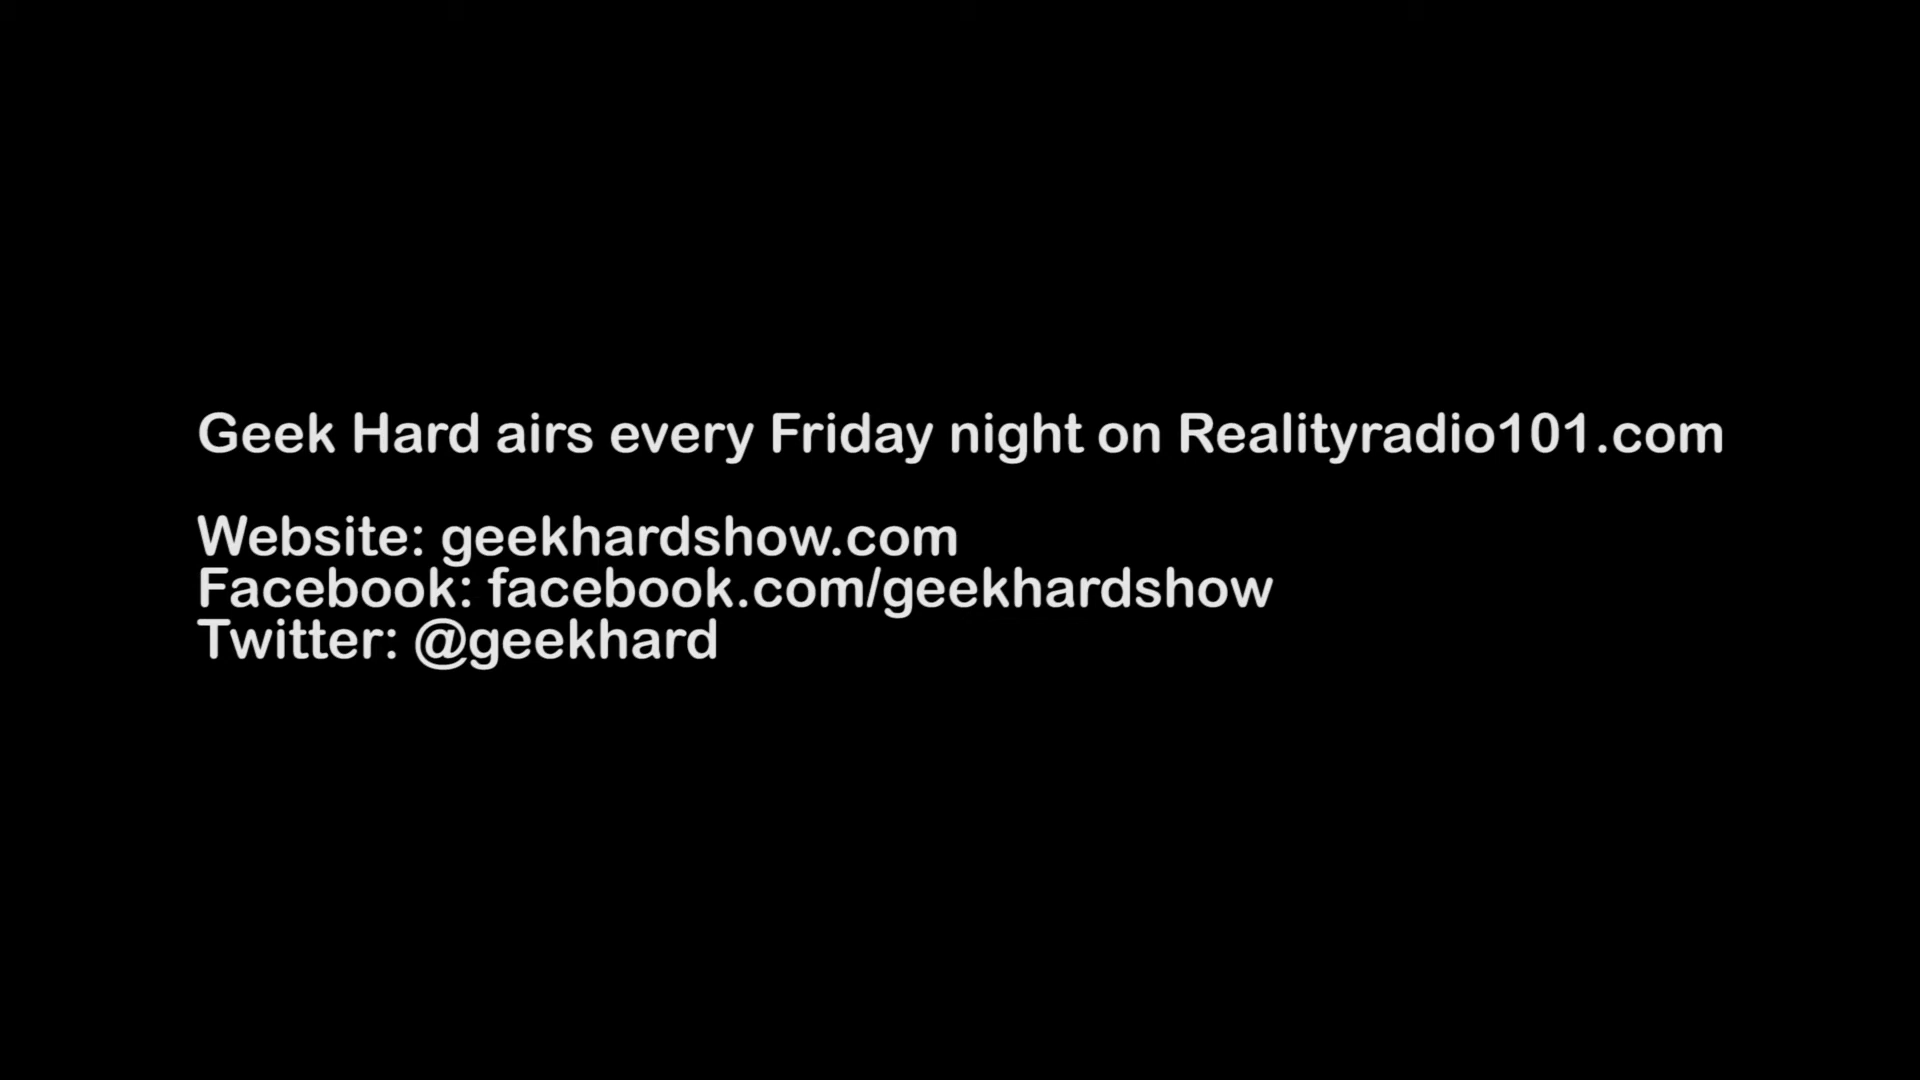 Geek Hard airs every Friday night on Realityradio101.com
Website: geekhardshow.com
Facebook: facebook.com/geekhardshow
Twitter: @geekhard